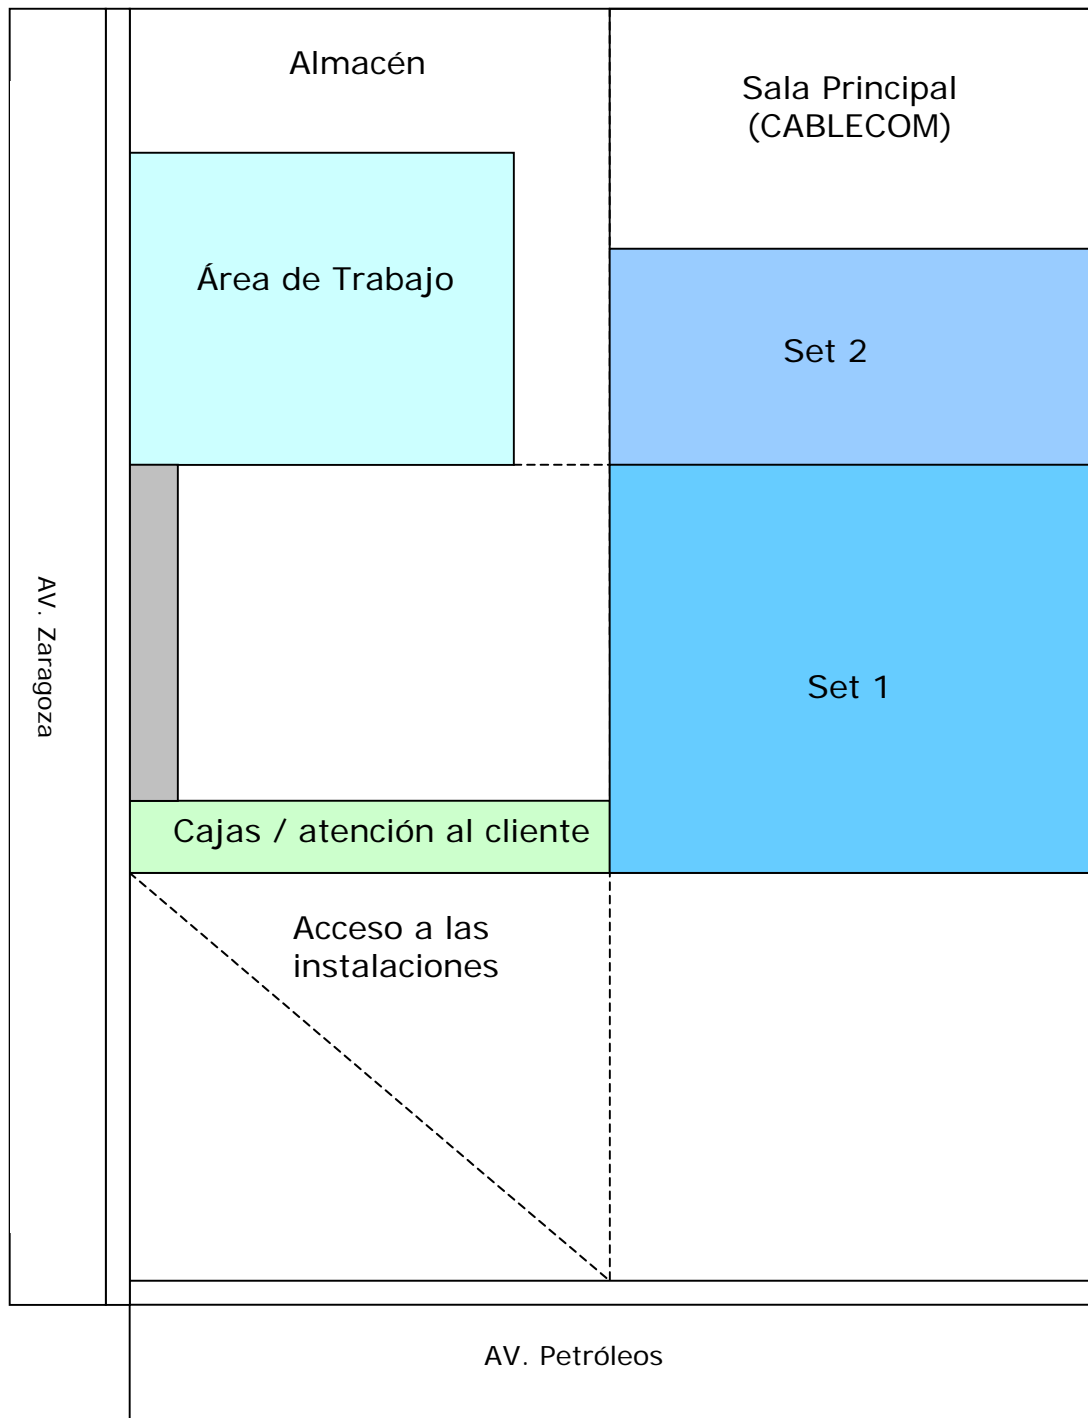 Almacén
Sala Principal
(CABLECOM)
Área de Trabajo
Set 2
AV. Zaragoza
Set 1
Cajas / atención al cliente
Acceso a las
instalaciones
AV. Petróleos